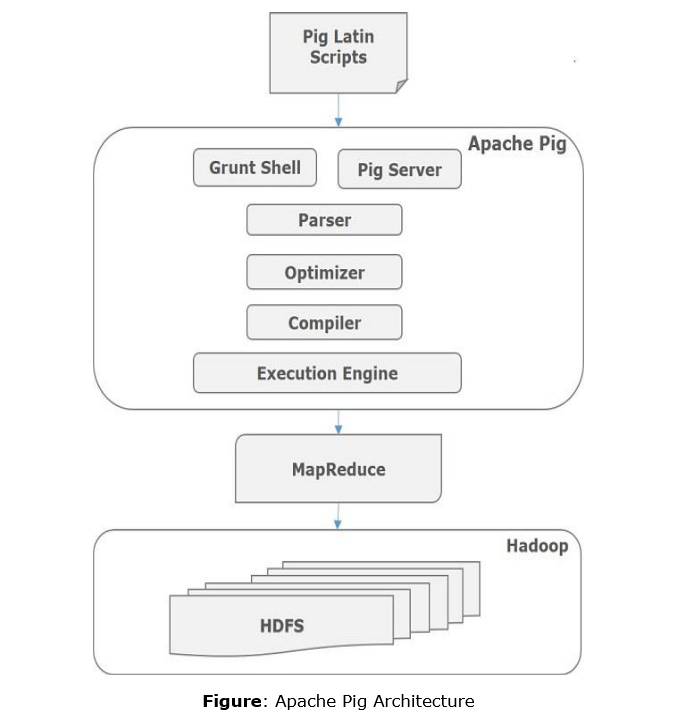 Pig Latin
Scripts
Apache Pig
Grunt Shell
Pig Server
Parser
Optimizer
Compiler
Execution Engine
MapReduce
Hadoop
HDFS
Figure: Apache Pig Architecture